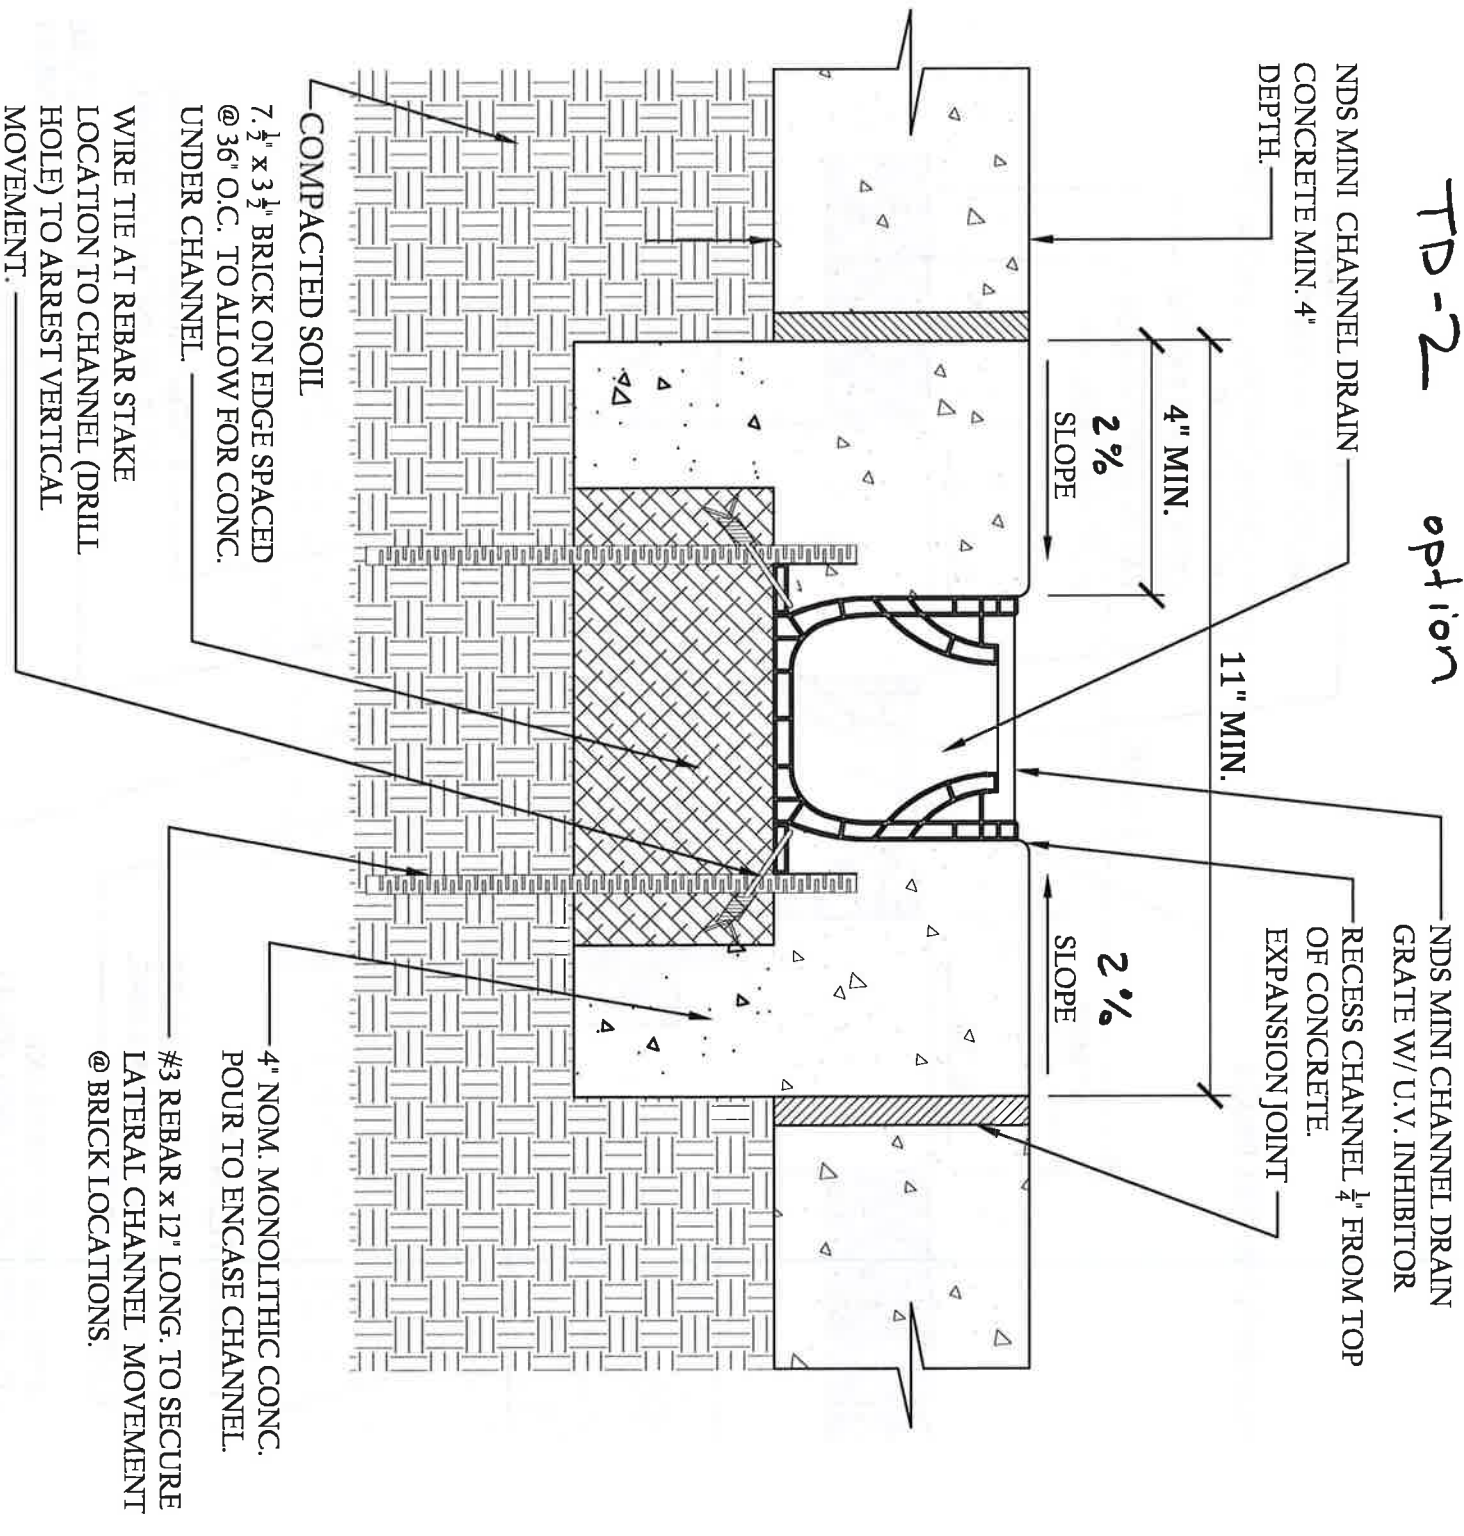 TD-2 option
NDS MINI CHANNEL DRAIN
CONCRETE MIN. 4"
DEPTH.
NDS MINI CHANNEL DRAIN
GRATE W/ U.V. INHIBITOR
RECESS CHANNEL 1/4" FROM TOP
OF CONCRETE.
EXPANSION JOINT
11" MIN.
4" MIN.
2%
SLOPE
2%
SLOPE
COMPACTED SOIL
7.1/2" x 3 1/2" BRICK ON EDGE SPACED
@ 36" O.C. TO ALLOW FOR CONC.
UNDER CHANNEL.
WIRE TIE AT REBAR STAKE
LOCATION TO CHANNEL (DRILL
HOLE) TO ARREST VERTICAL
MOVEMENT.
4" NOM. MONOLITHIC CONC.
POUR TO ENCASE CHANNEL.
#3 REBAR x 12" LONG. TO SECURE
LATERAL CHANNEL MOVEMENT
@ BRICK LOCATIONS.